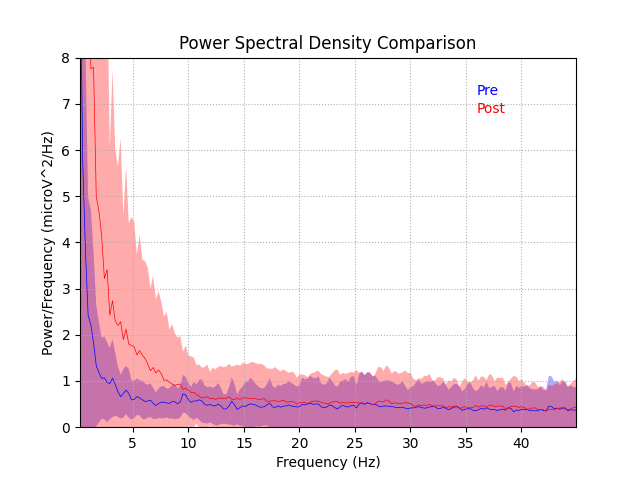 Power Spectral Density Comparison
Pre
Post
Power/Frequency (microV^2/Hz)
8
7
6
5
4
3
2
1
0
5 10 15 20 25 30 35 40
Frequency (Hz)